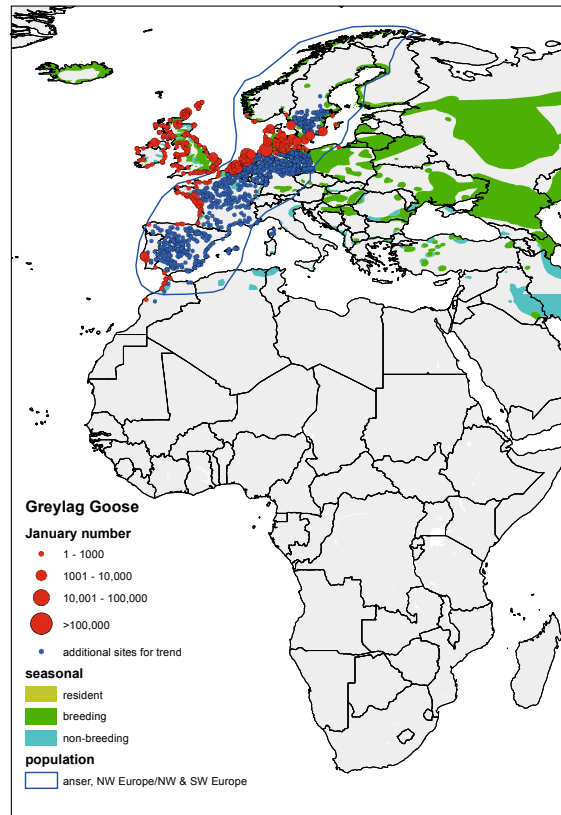 Greylag Goose
January number
1 - 1000
1001 - 10,000
10,001 - 100,000
>100,000
additional sites for trend
seasonal
resident
breeding
non-breeding
population
anser, NW Europe/NW & SW Europe